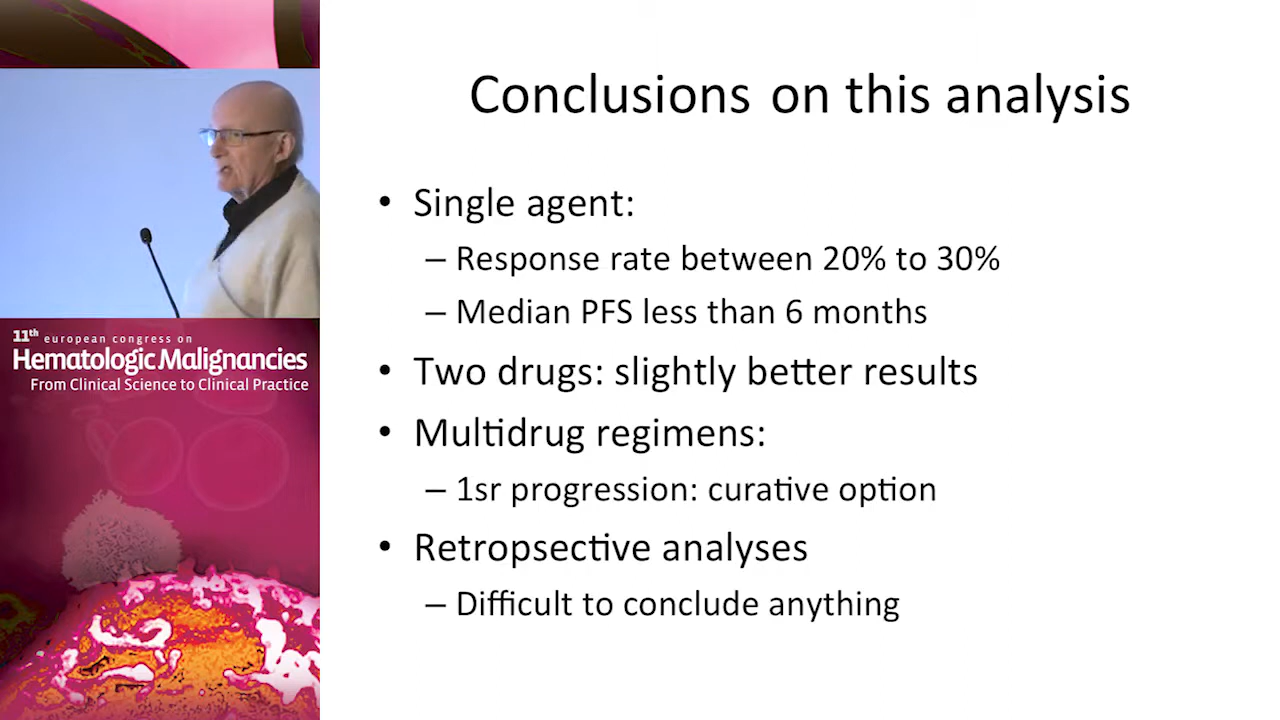 Conclusions on this analysis
• Single agent:
– Response rate between 20% to 30%
– Median PFS less than 6 months
• Two drugs: slightly better results
• Multidrug regimens:
– 1sr progression: curative option
• Retropsective analyses
– Difficult to conclude anything
11th european congress on
Hematologic Malignancies
From Clinical Science to Clinical Practice